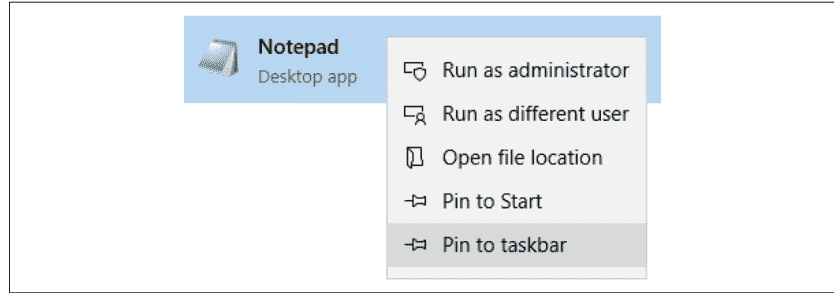 Notepad
Desktop app
Run as administrator
Run as different user
Open file location
Pin to Start
Pin to taskbar